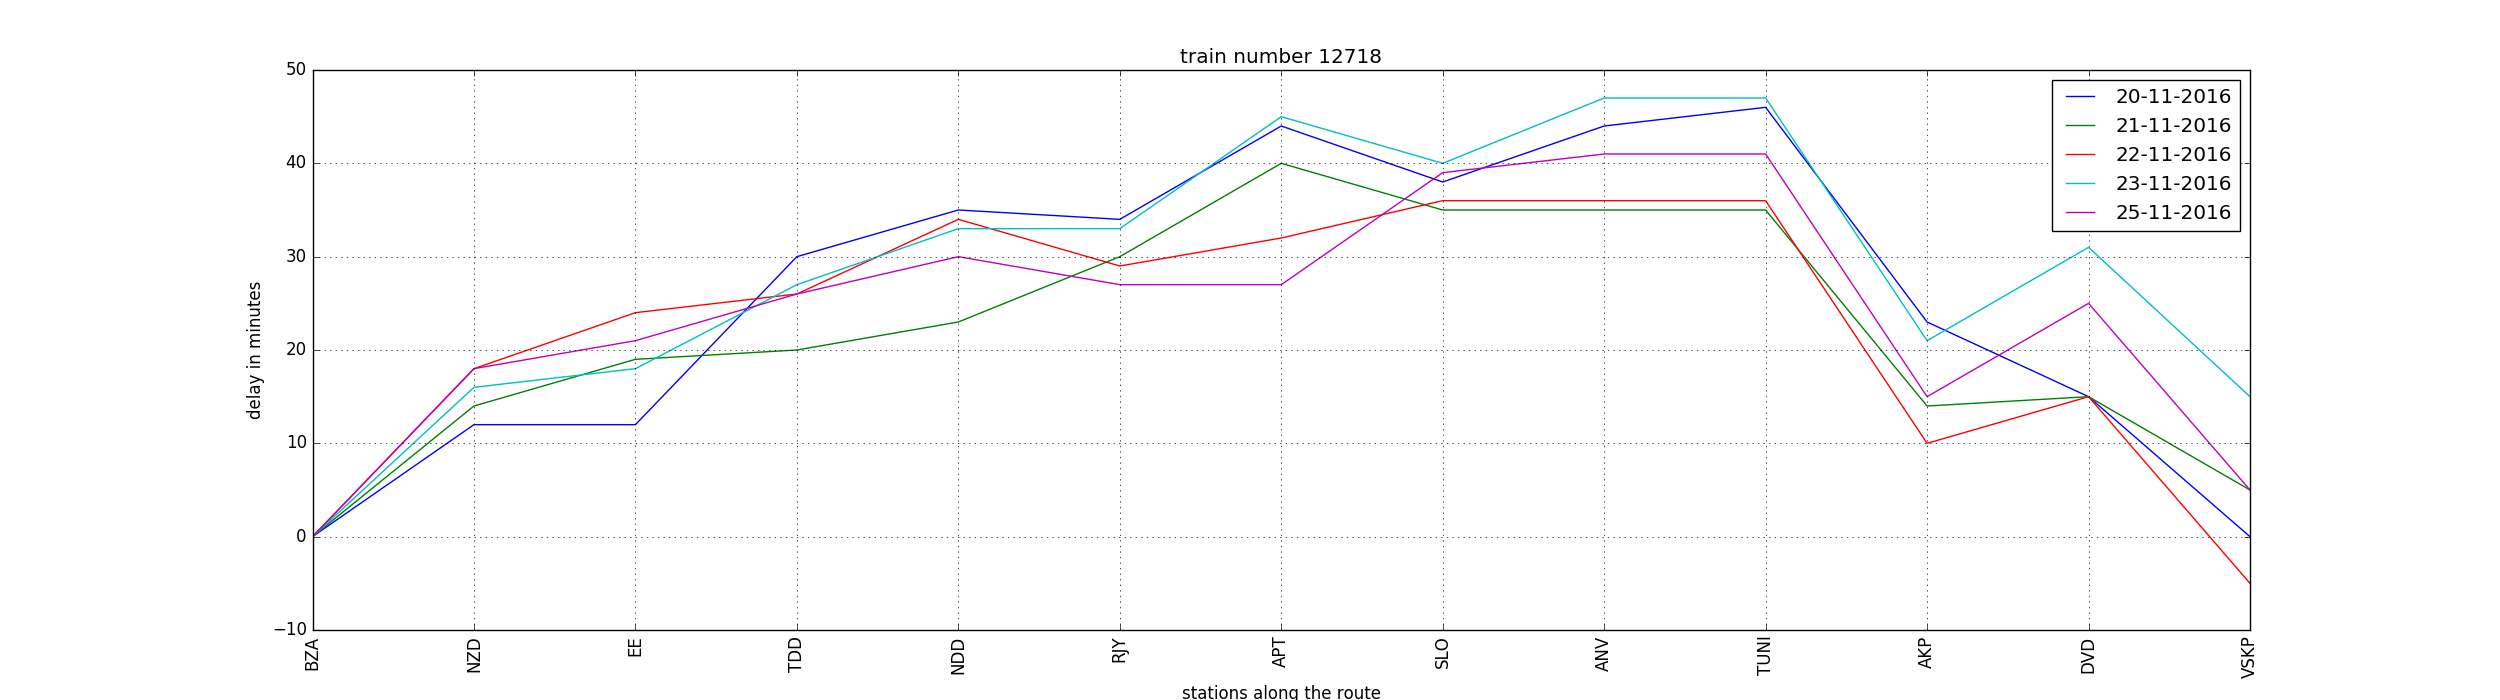 train number 12718
50
40
30
20
10
0
−10
delay in minutes
20-11-2016
21-11-2016
22-11-2016
23-11-2016
25-11-2016
BZA
NZD
EE
TDD
NDD
RJY
APT
SLO
ANV
TUNI
AKP
DVD
VSKP
stations along the route